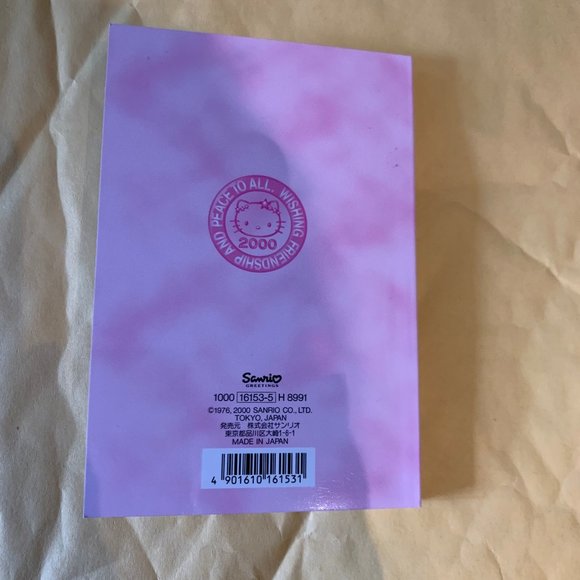 WISHING FRIENDSHIP AND PEACE TO ALL.
2000
Sanrio
GREETINGS
1000 16153-5 H 8991
©1976, 2000 SANRIO CO., LTD.
TOKYO, JAPAN
発売元 株式会社サンリオ
東京都品川区大崎1-6-1
MADE IN JAPAN
4 901610 161531